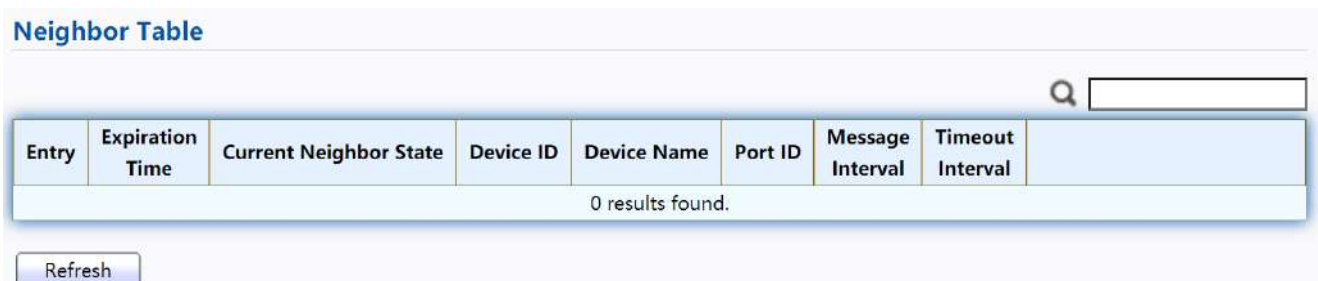 Neighbor Table
Entry Expiration Time Current Neighbor State Device ID Device Name Port ID Message Interval Timeout Interval
0 results found.
Refresh